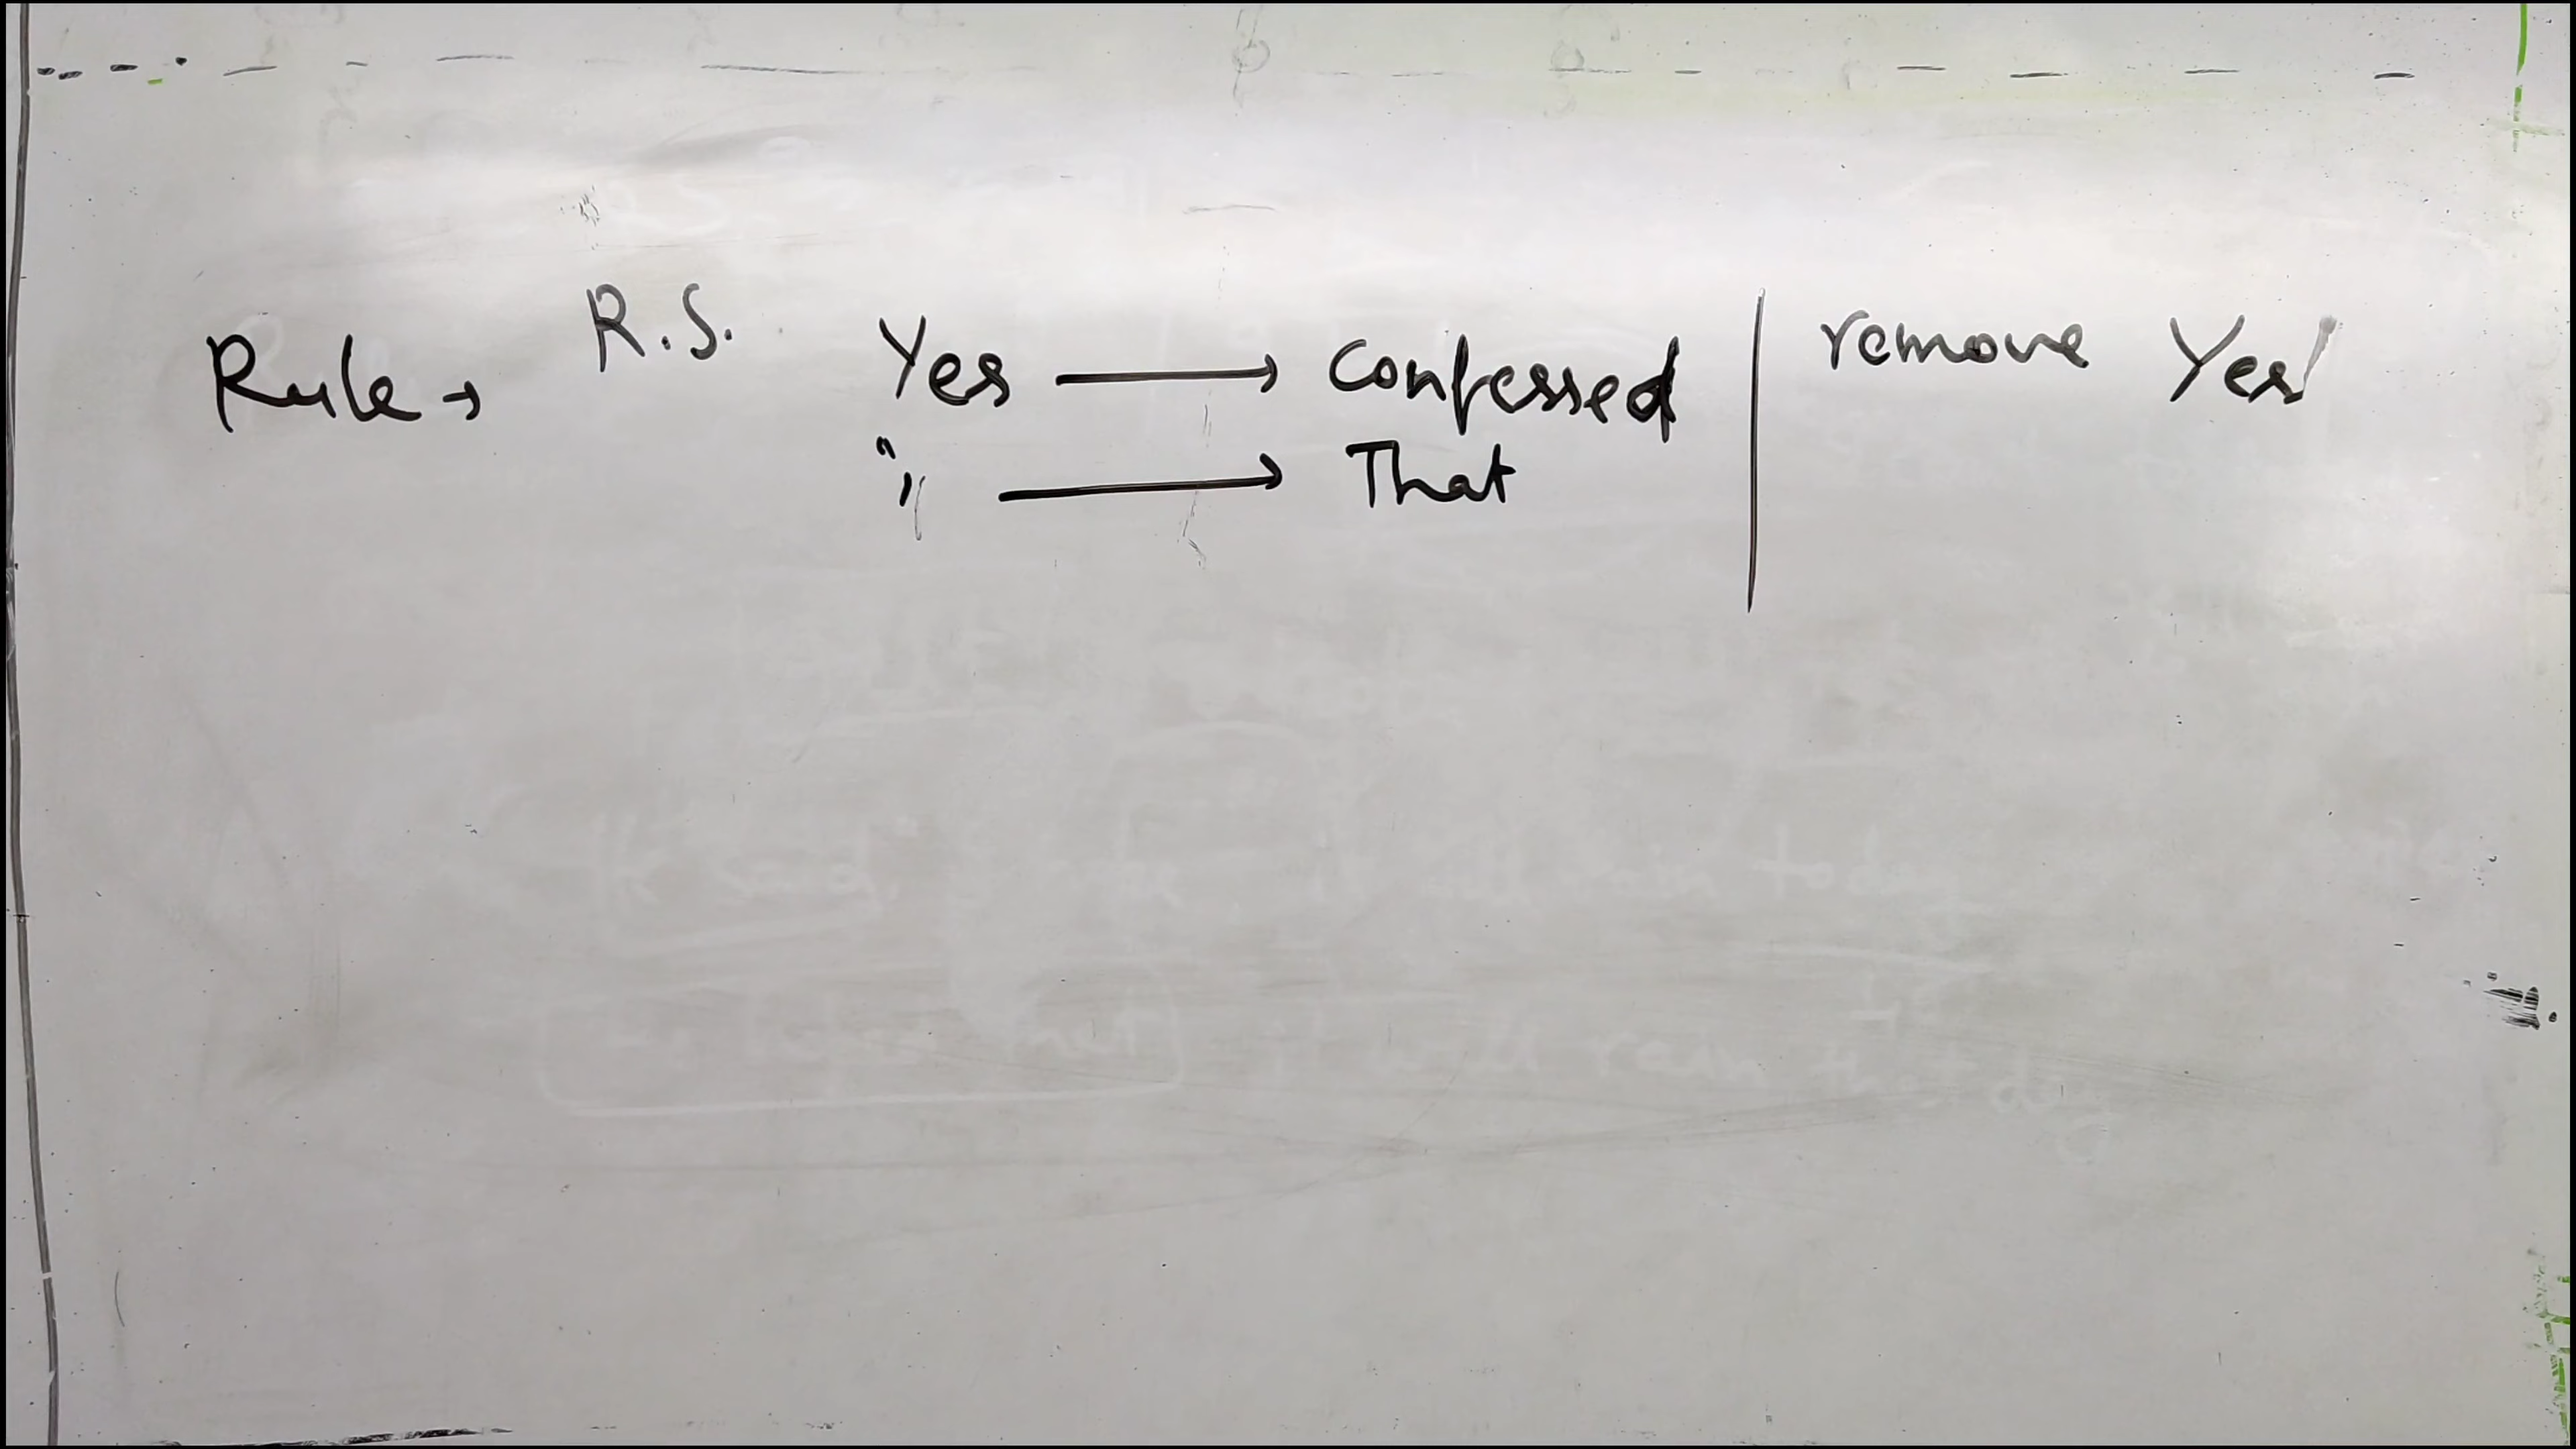 Rule → R.S. Yes → Confessed | remove Yes
" ,, → That